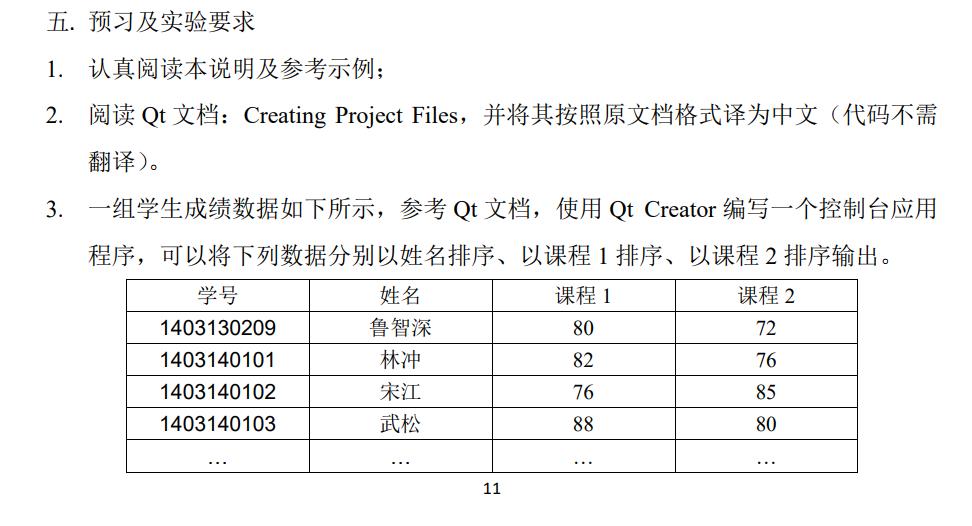 五. 预习及实验要求
1. 认真阅读本说明及参考示例；
2. 阅读 Qt 文档：Creating Project Files，并将其按照原文档格式译为中文（代码不需
翻译）。
3. 一组学生成绩数据如下所示，参考 Qt 文档，使用 Qt Creator 编写一个控制台应用
程序，可以将下列数据分别以姓名排序、以课程 1 排序、以课程 2 排序输出。
学号 姓名 课程 1 课程 2
1403130209 鲁智深 80 72
1403140101 林冲 82 76
1403140102 宋江 76 85
1403140103 武松 88 80
… … … …
11